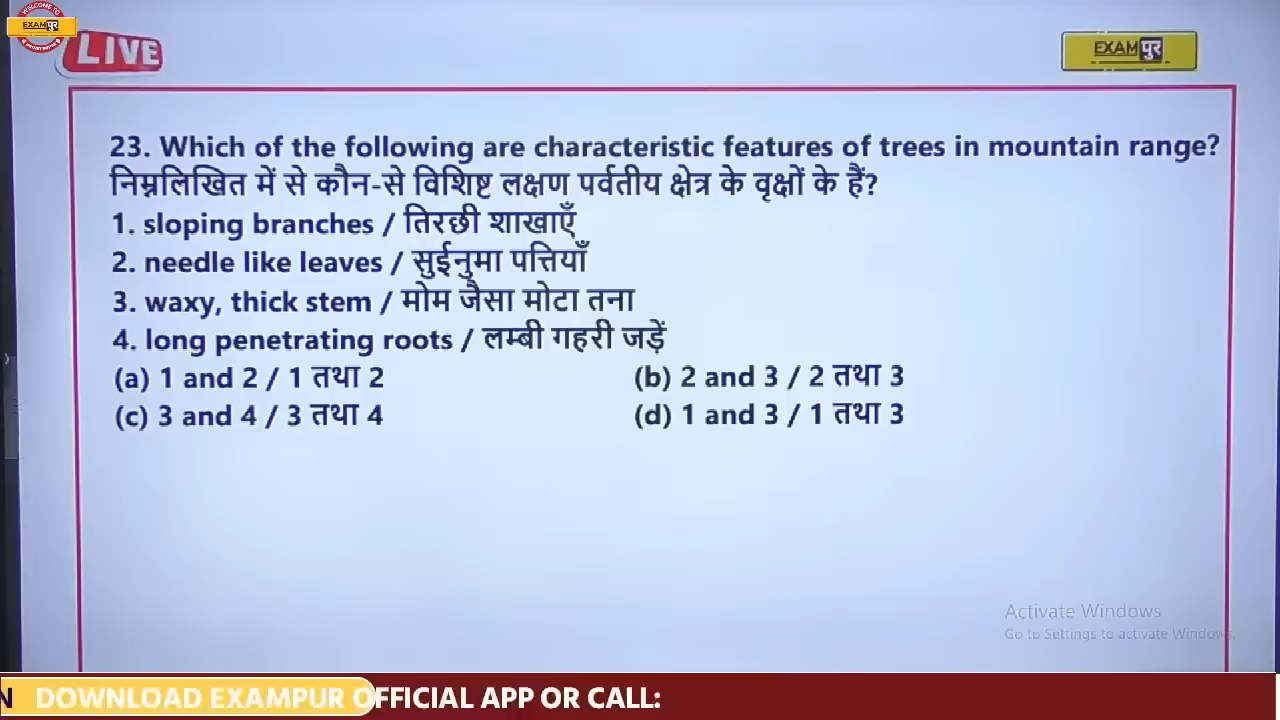 WELCOME TO
EXAMपुर
LIVE
EXAMपुर
23. Which of the following are characteristic features of trees in mountain range?
निम्नलिखित में से कौन-से विशिष्ट लक्षण पर्वतीय क्षेत्र के वृक्षों के हैं?
1. sloping branches / तिरछी शाखाएँ
2. needle like leaves / सुईनुमा पत्तियाँ
3. waxy, thick stem / मोम जैसा मोटा तना
4. long penetrating roots / लम्बी गहरी जड़ें
(a) 1 and 2 / 1 तथा 2 (b) 2 and 3 / 2 तथा 3
(c) 3 and 4 / 3 तथा 4 (d) 1 and 3 / 1 तथा 3
Activate Windows
Go to Settings to activate Windows.
N DOWNLOAD EXAMPUR OFFICIAL APP OR CALL: